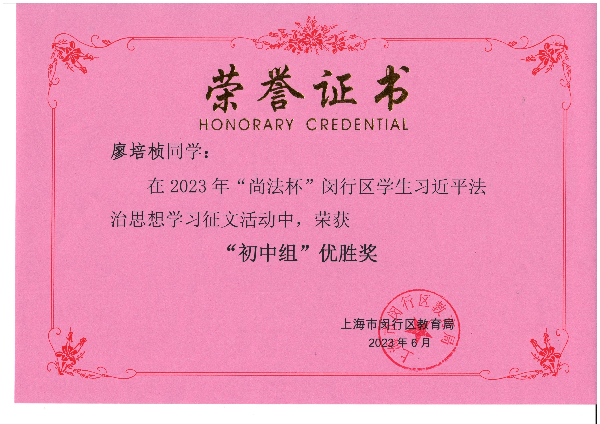 荣誉证书
HONORARY CREDENTIAL
廖培桢同学：
在 2023 年“尚法杯”闵行区学生习近平法
治思想学习征文活动中，荣获
“初中组”优胜奖
上海市闵行区教育局
2023 年 6 月
上海市闵行区教育局